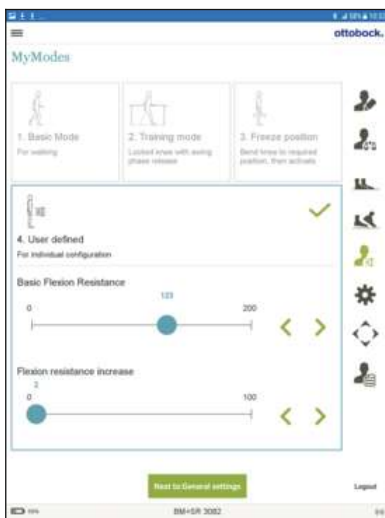 ottobock.
MyModes
1. Basic Mode
For walking
2. Training mode
Locked knee with swing
phase release
3. Freeze position
Bend knee to required
position, then activate
4. User defined
For individual configuration
Basic Flexion Resistance
123
0
200
Flexion resistance increase
0
100
Next to General settings
Logout
BM+SR 3082